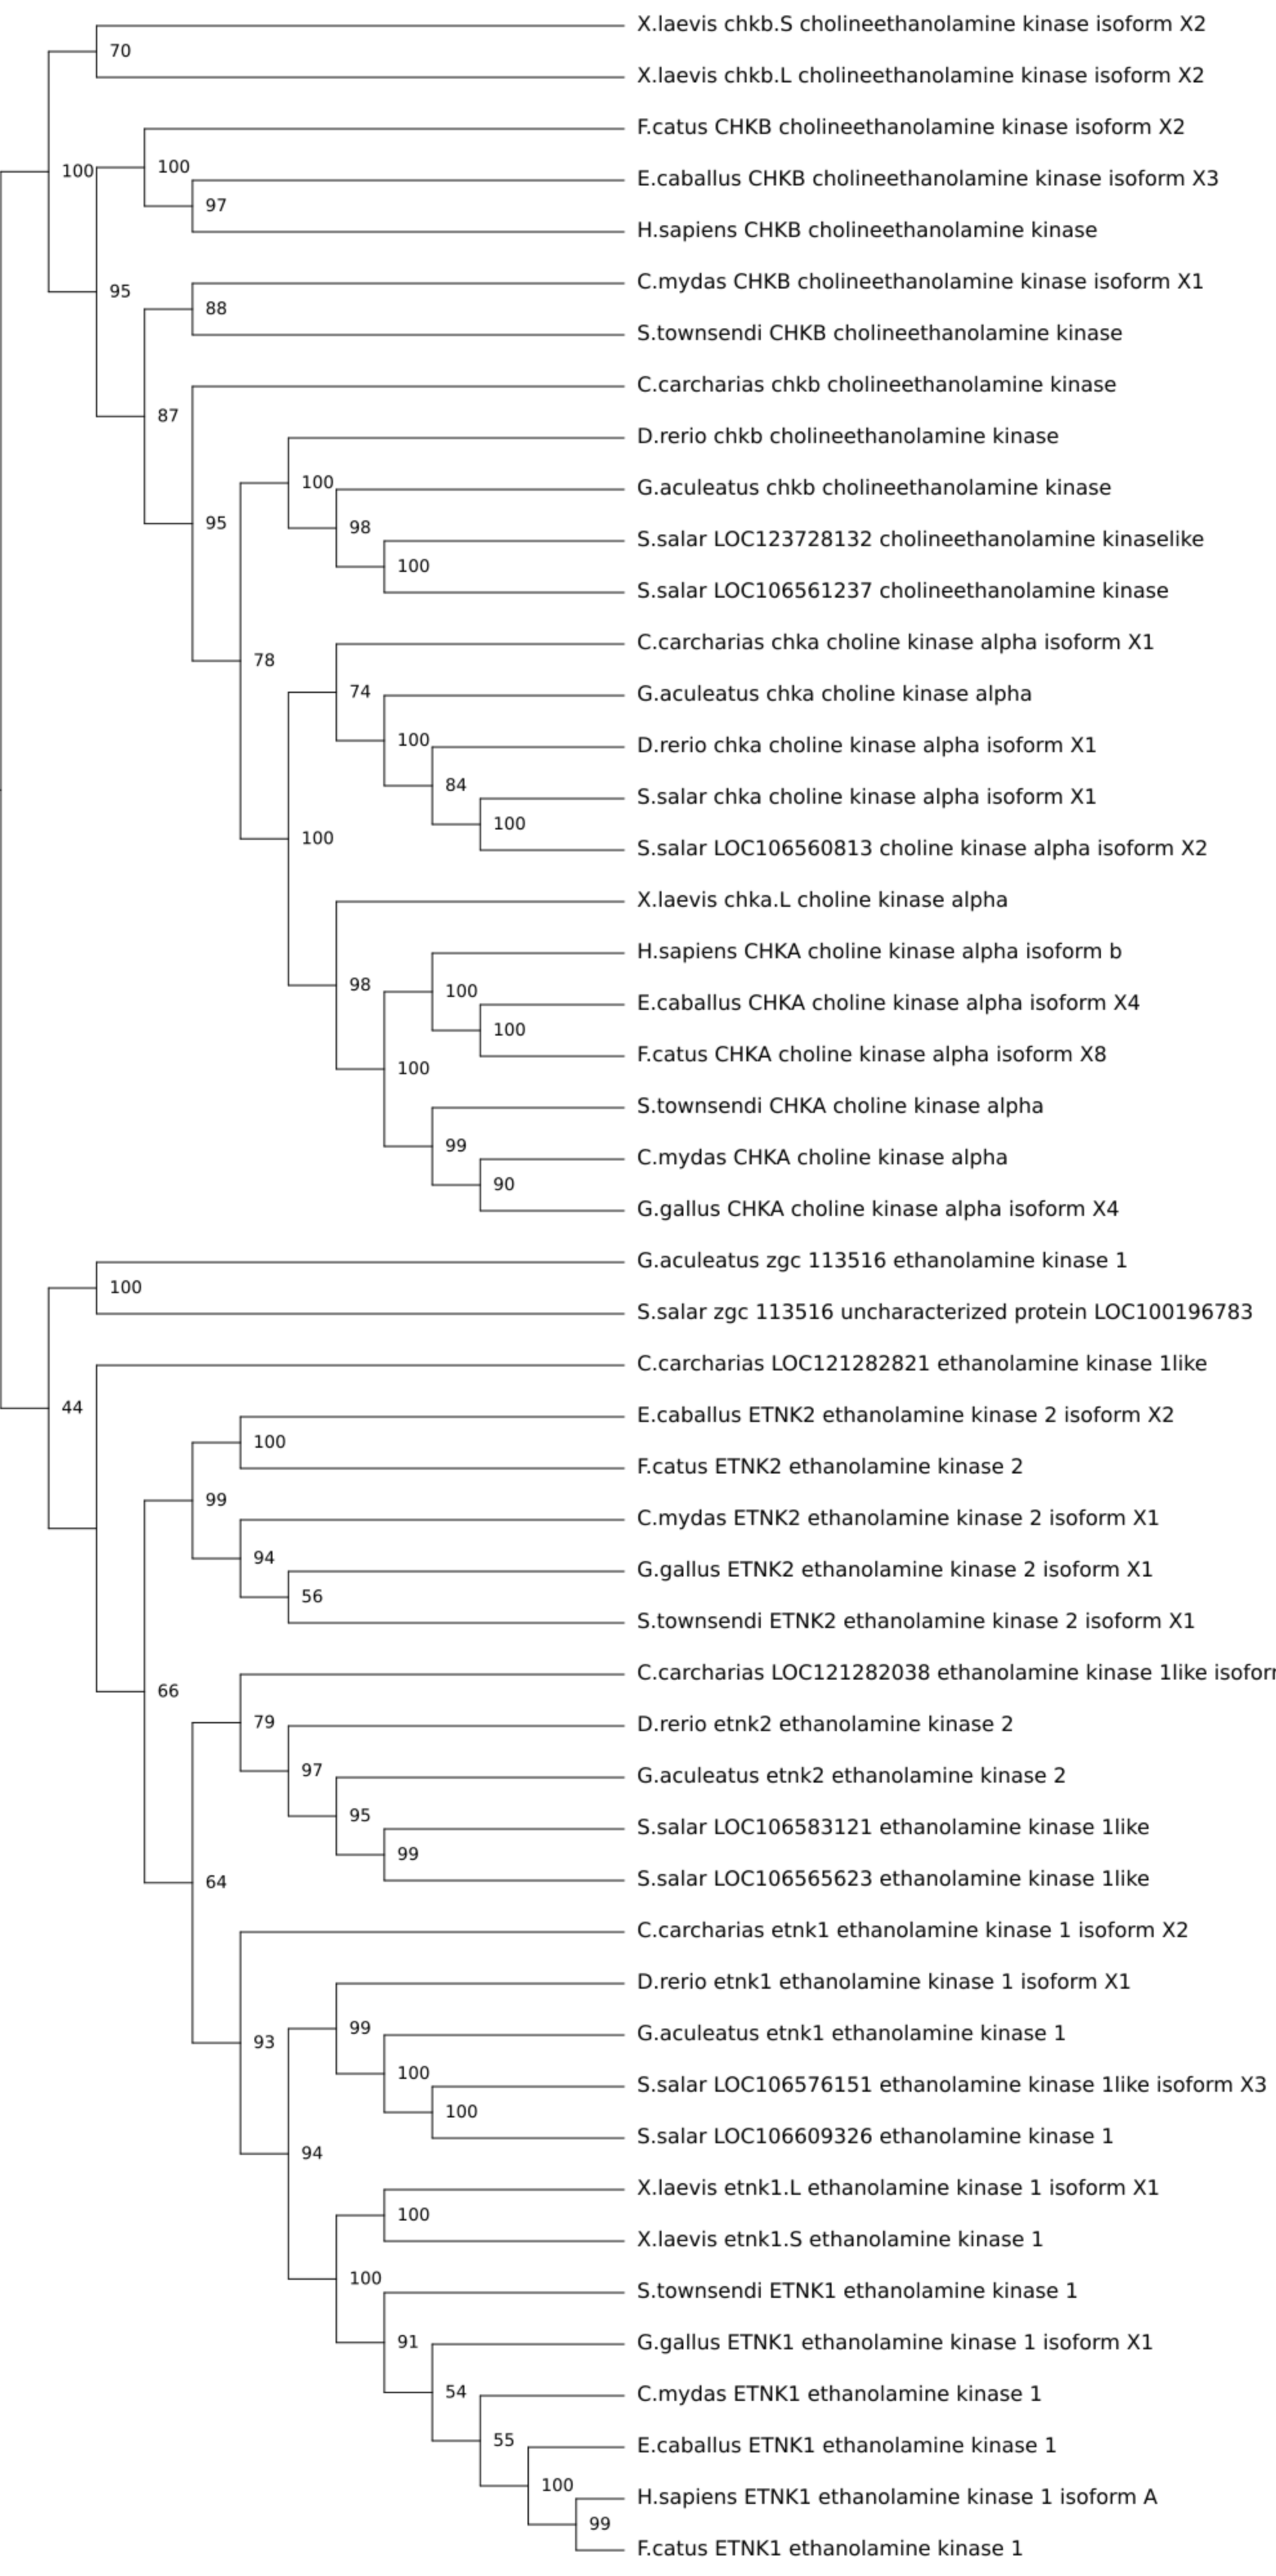 X.laevis chkb.S cholineethanolamine kinase isoform X2
70
X.laevis chkb.L cholineethanolamine kinase isoform X2
F.catus CHKB cholineethanolamine kinase isoform X2
100
100
E.caballus CHKB cholineethanolamine kinase isoform X3
97
H.sapiens CHKB cholineethanolamine kinase
C.mydas CHKB cholineethanolamine kinase isoform X1
95
88
S.townsendi CHKB cholineethanolamine kinase
C.carcharias chkb cholineethanolamine kinase
87
D.rerio chkb cholineethanolamine kinase
100
G.aculeatus chkb cholineethanolamine kinase
95
98
S.salar LOC123728132 cholineethanolamine kinaselike
100
S.salar LOC106561237 cholineethanolamine kinase
C.carcharias chka choline kinase alpha isoform X1
78
74
G.aculeatus chka choline kinase alpha
100
D.rerio chka choline kinase alpha isoform X1
84
S.salar chka choline kinase alpha isoform X1
100
100
S.salar LOC106560813 choline kinase alpha isoform X2
X.laevis chka.L choline kinase alpha
H.sapiens CHKA choline kinase alpha isoform b
98
100
E.caballus CHKA choline kinase alpha isoform X4
100
F.catus CHKA choline kinase alpha isoform X8
100
S.townsendi CHKA choline kinase alpha
99
C.mydas CHKA choline kinase alpha
90
G.gallus CHKA choline kinase alpha isoform X4
G.aculeatus zgc 113516 ethanolamine kinase 1
100
S.salar zgc 113516 uncharacterized protein LOC100196783
C.carcharias LOC121282821 ethanolamine kinase 1like
44
E.caballus ETNK2 ethanolamine kinase 2 isoform X2
100
F.catus ETNK2 ethanolamine kinase 2
99
C.mydas ETNK2 ethanolamine kinase 2 isoform X1
94
G.gallus ETNK2 ethanolamine kinase 2 isoform X1
56
S.townsendi ETNK2 ethanolamine kinase 2 isoform X1
C.carcharias LOC121282038 ethanolamine kinase 1like
66
79
D.rerio etnk2 ethanolamine kinase 2
97
G.aculeatus etnk2 ethanolamine kinase 2
95
S.salar LOC106583121 ethanolamine kinase 1like
99
S.salar LOC106565623 ethanolamine kinase 1like
64
C.carcharias etnk1 ethanolamine kinase 1 isoform X2
D.rerio etnk1 ethanolamine kinase 1 isoform X1
93
99
G.aculeatus etnk1 ethanolamine kinase 1
100
S.salar LOC106576151 ethanolamine kinase 1like isoform X3
100
S.salar LOC106609326 ethanolamine kinase 1
94
X.laevis etnk1.L ethanolamine kinase 1 isoform X1
100
X.laevis etnk1.S ethanolamine kinase 1
100
S.townsendi ETNK1 ethanolamine kinase 1
91
G.gallus ETNK1 ethanolamine kinase 1 isoform X1
54
C.mydas ETNK1 ethanolamine kinase 1
55
E.caballus ETNK1 ethanolamine kinase 1
100
H.sapiens ETNK1 ethanolamine kinase 1 isoform A
99
F.catus ETNK1 ethanolamine kinase 1